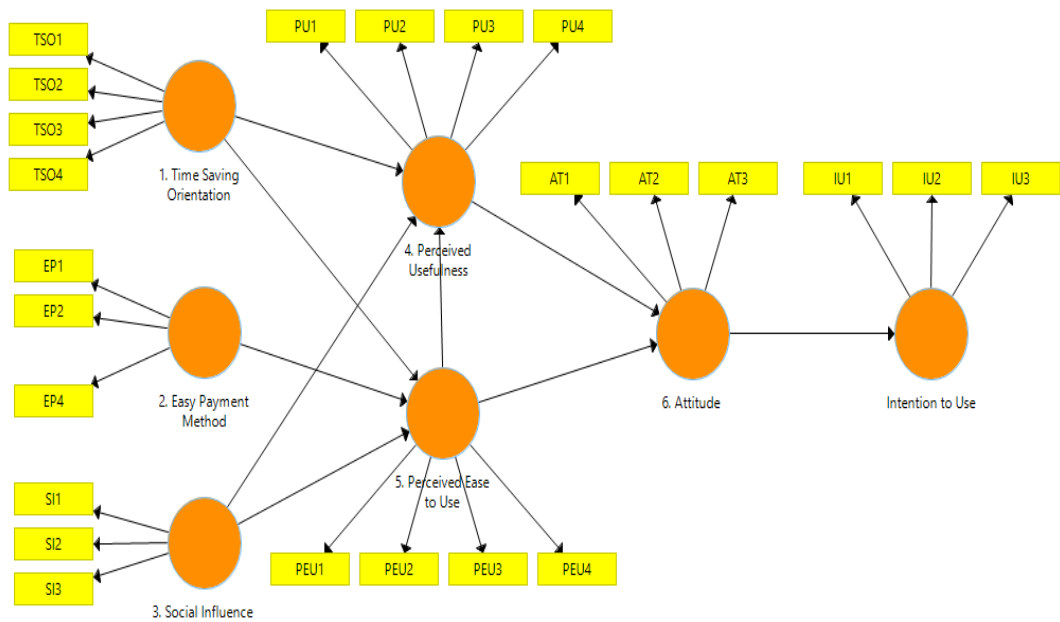 TSO1
TSO2
TSO3
TSO4
1. Time Saving
Orientation
PU1
PU2
PU3
PU4
4. Perceived
Usefulness
EP1
EP2
EP4
2. Easy Payment
Method
AT1
AT2
AT3
6. Attitude
IU1
IU2
IU3
Intention to Use
SI1
SI2
SI3
3. Social Influence
5. Perceived Ease
to Use
PEU1
PEU2
PEU3
PEU4